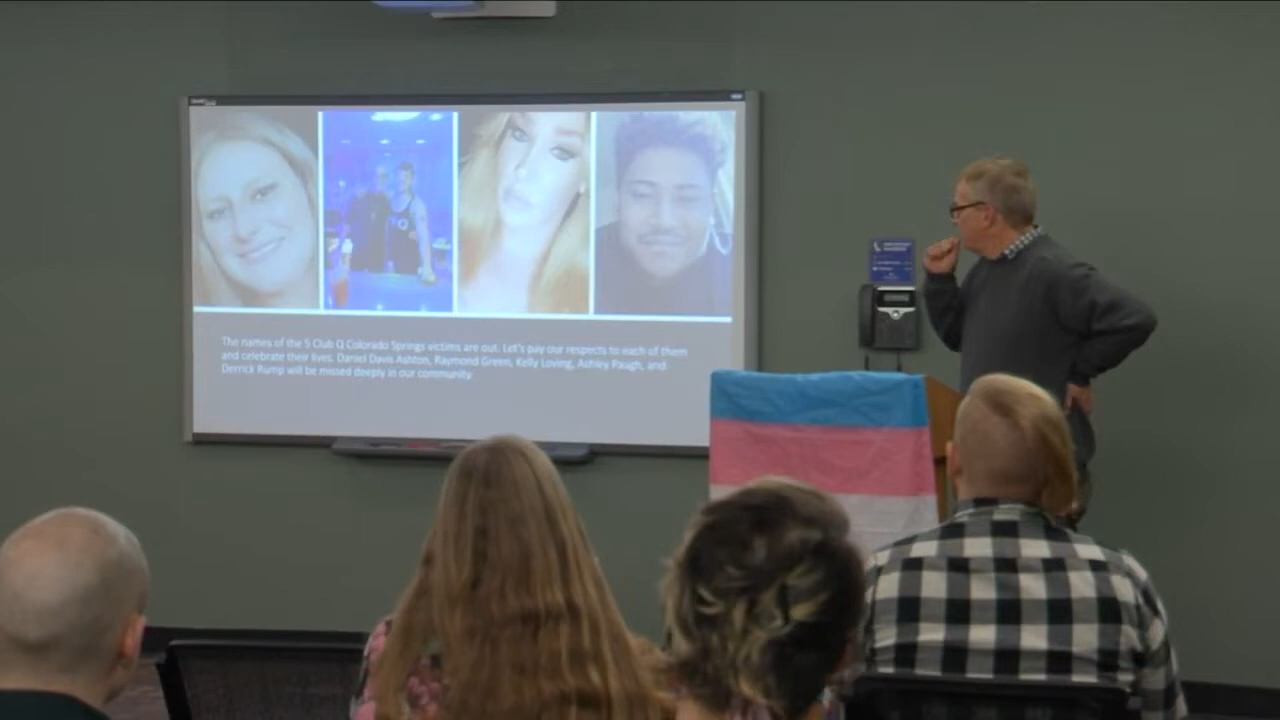 The names of the 5 Club Q Colorado Springs victims are out. Let's pay our respects to each of them
and celebrate their lives. Daniel Davis Ashton, Raymond Green, Kelly Loving, Ashley Paugh, and
Derrick Rump will be missed deeply in our community.